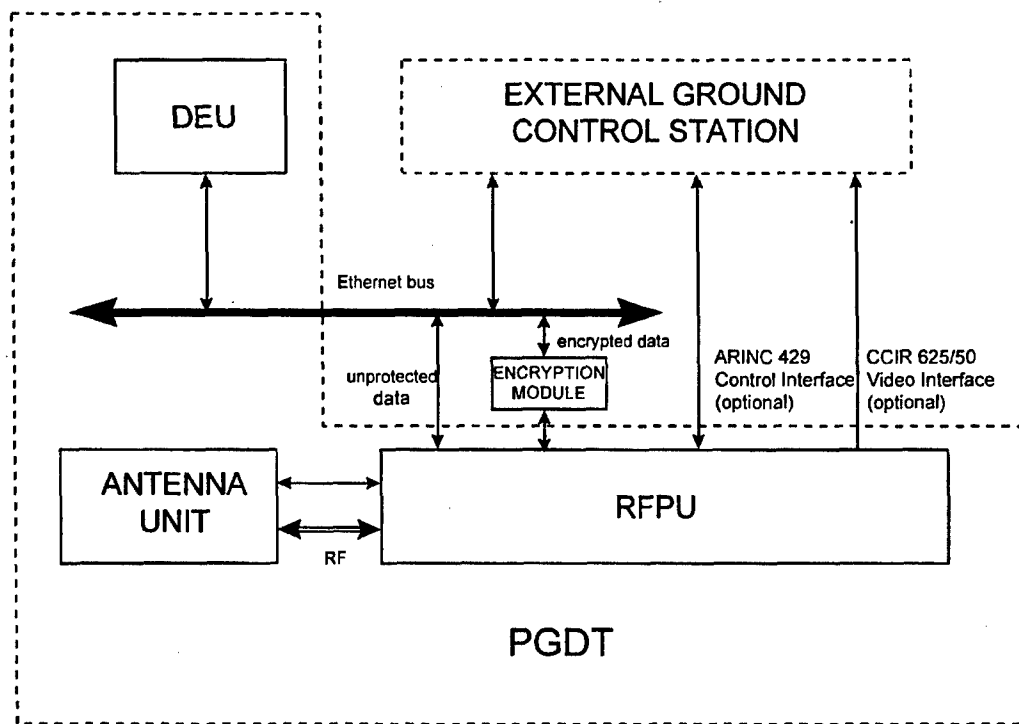 DEU
EXTERNAL GROUND
CONTROL STATION
Ethernet bus
unprotected
data
encrypted data
ENCRYPTION
MODULE
ARINC 429
Control Interface
(optional)
CCIR 625/50
Video Interface
(optional)
ANTENNA
UNIT
RF
RFPU
PGDT